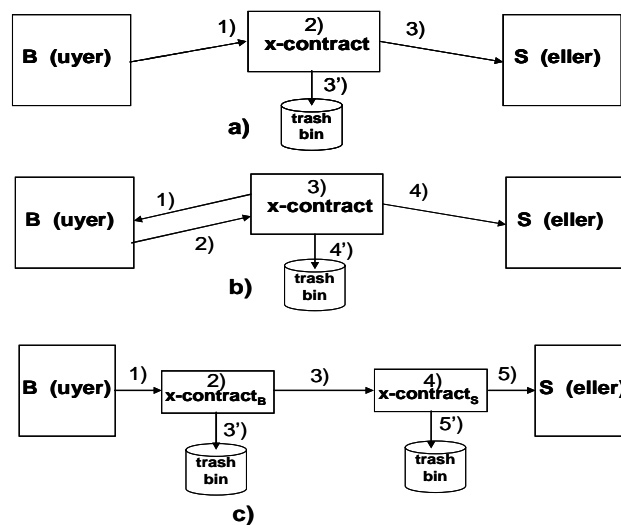 B (uyer)
1)
2)
x-contract
3)
S (eller)
3')
trash
bin
a)
B (uyer)
1)
2)
3)
x-contract
4)
S (eller)
4')
trash
bin
b)
B (uyer)
1)
2)
x-contractB
3)
4)
x-contractS
5)
S (eller)
3')
trash
bin
5')
trash
bin
c)